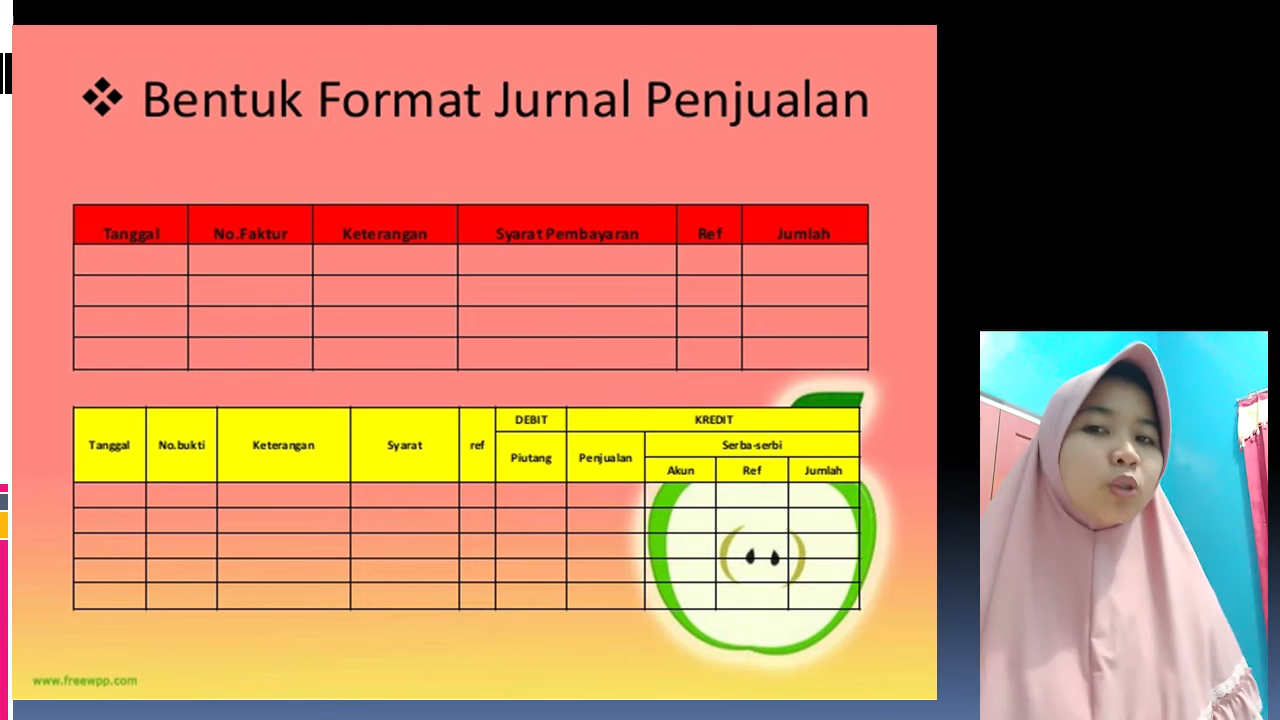 ❖ Bentuk Format Jurnal Penjualan
Tanggal No.Faktur Keterangan Syarat Pembayaran Ref Jumlah
DEBIT KREDIT
Tanggal No.bukti Keterangan Syarat ref Piutang Penjualan Serba-serbi
Akun Ref Jumlah
www.freewpp.com